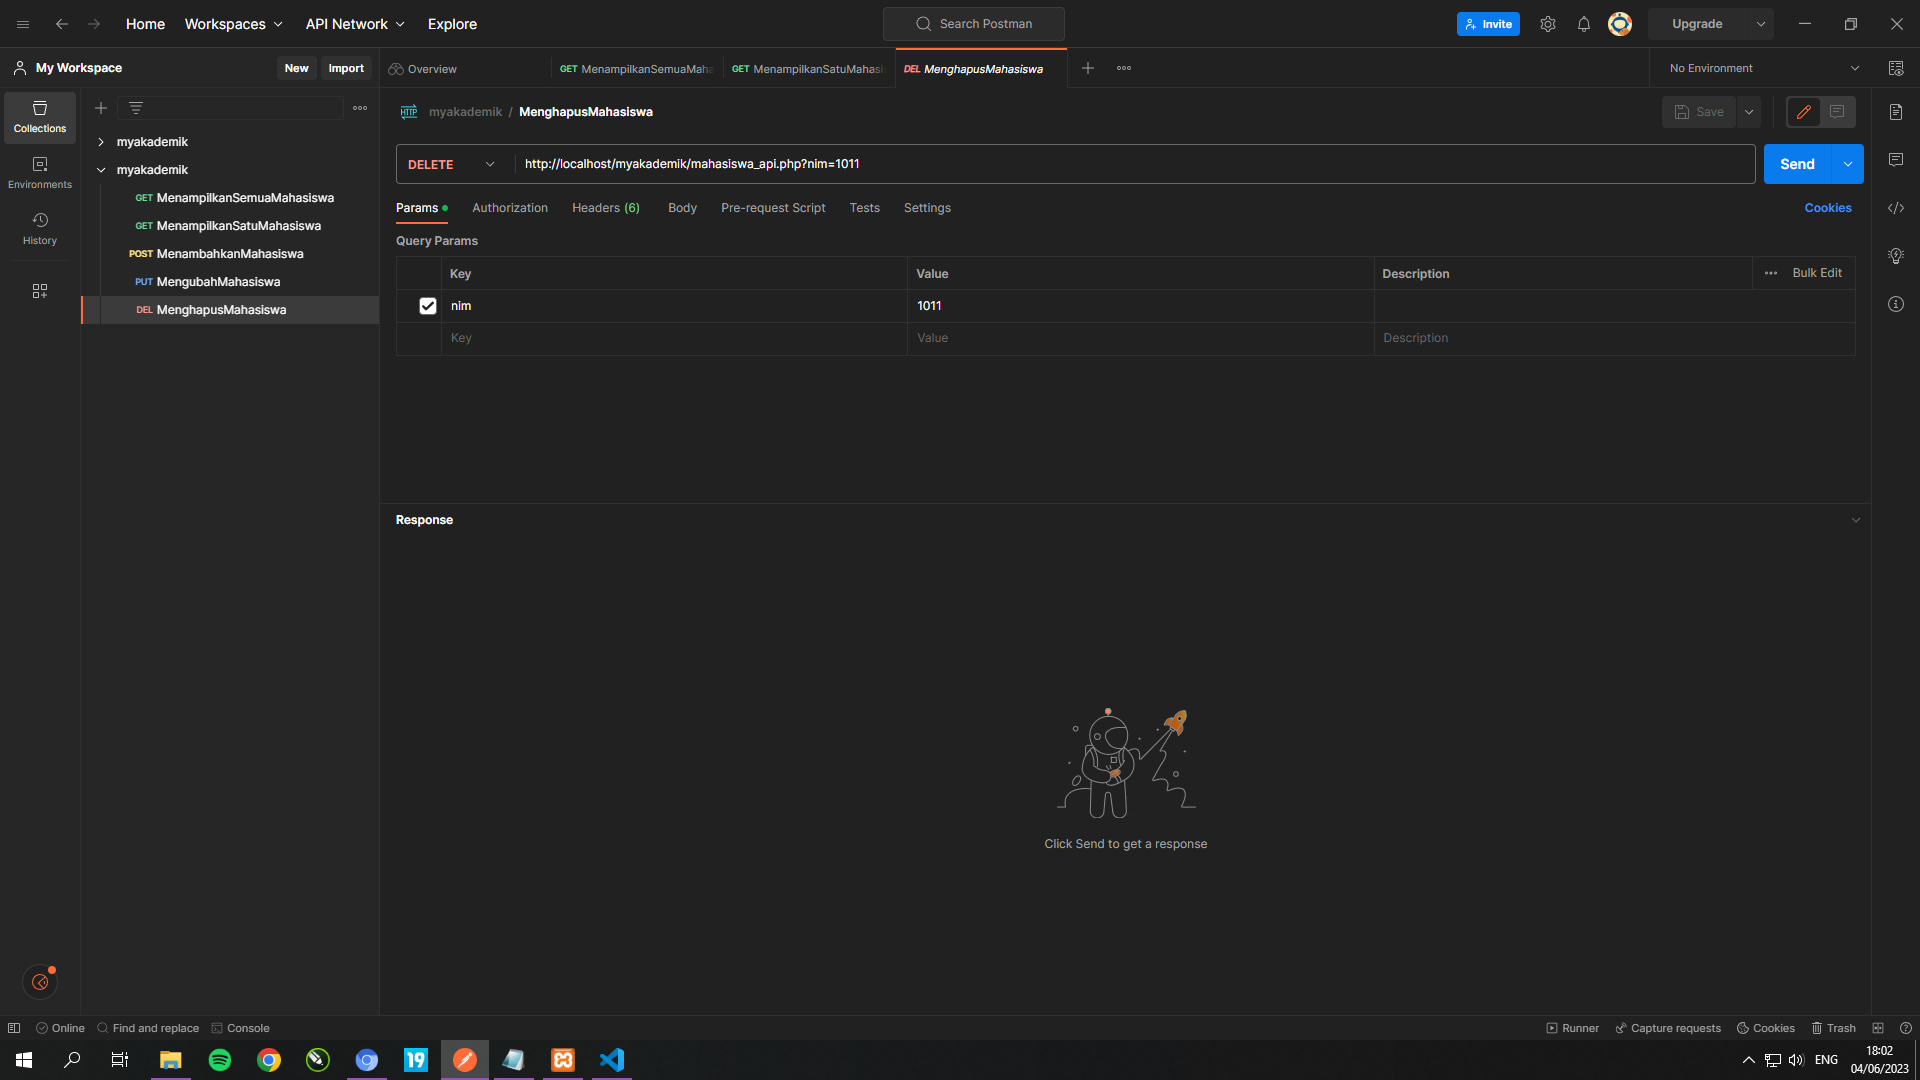 Home
Workspaces
API Network
Explore
Search Postman
Invite
Upgrade
My Workspace
New
Import
Overview
GET MenampilkanSemuaMaha
GET MenampilkanSatuMahasi
DEL MenghapusMahasiswa
No Environment
Collections
Environments
History
myakademik
myakademik
GET MenampilkanSemuaMahasiswa
GET MenampilkanSatuMahasiswa
POST MenambahkanMahasiswa
PUT MengubahMahasiswa
DEL MenghapusMahasiswa
HTTP myakademik / MenghapusMahasiswa
Save
DELETE
http://localhost/myakademik/mahasiswa_api.php?nim=1011
Send
Params
Authorization
Headers (6)
Body
Pre-request Script
Tests
Settings
Cookies
Query Params
Key
Value
Description
Bulk Edit
nim
1011
Key
Value
Description
Response
Click Send to get a response
Online
Find and replace
Console
Runner
Capture requests
Cookies
Trash
19
ENG
18:02
04/06/2023